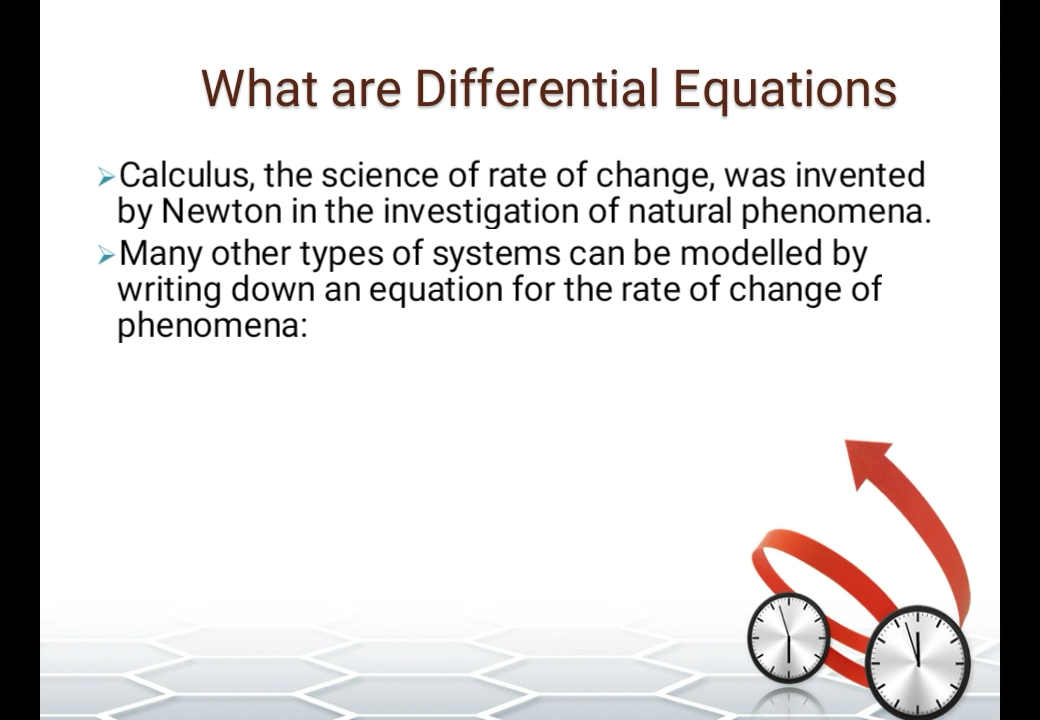 What are Differential Equations
➢Calculus, the science of rate of change, was invented
by Newton in the investigation of natural phenomena.
➢Many other types of systems can be modelled by
writing down an equation for the rate of change of
phenomena: